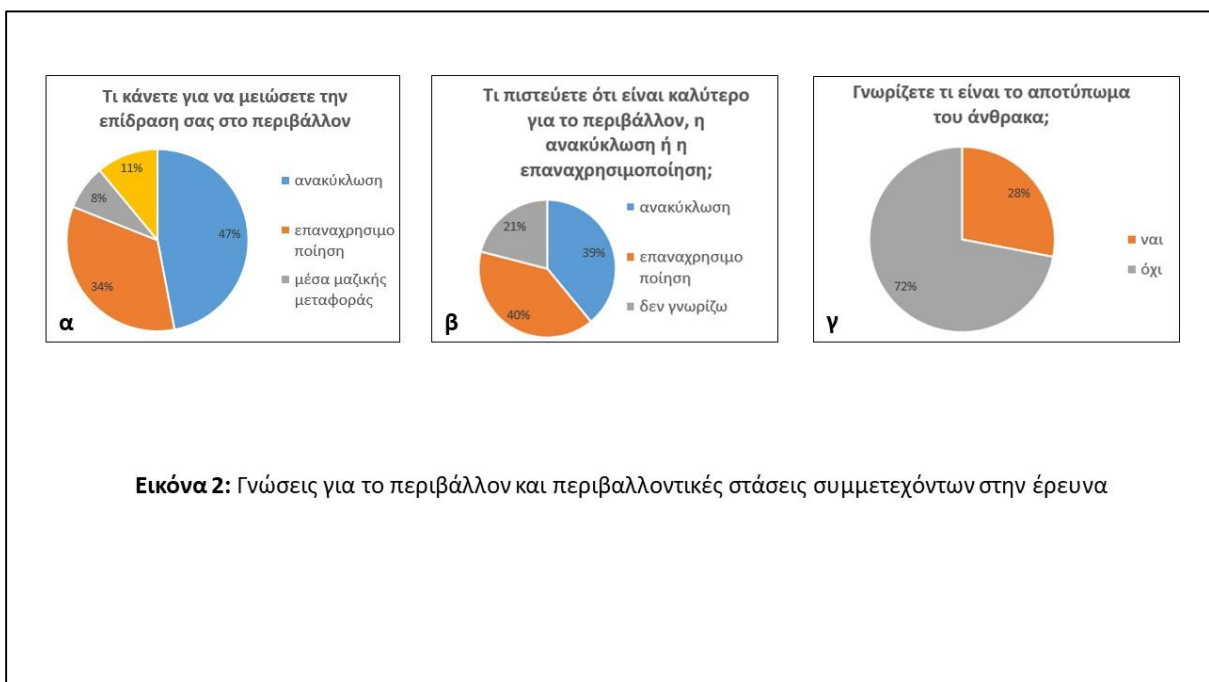 Τι κάνετε για να μειώσετε την
επίδραση σας στο περιβάλλον
11%
8%
47%
34%
ανακύκλωση
επαναχρησιμο
ποίηση
μέσα μαζικής
μεταφοράς
α
Τι πιστεύετε ότι είναι καλύτερο
για το περιβάλλον, η
ανακύκλωση ή η
επαναχρησιμοποίηση;
21%
39%
40%
ανακύκλωση
επαναχρησιμο
ποίηση
δεν γνωρίζω
β
Γνωρίζετε τι είναι το αποτύπωμα
του άνθρακα;
28%
72%
ναι
όχι
γ
Εικόνα 2: Γνώσεις για το περιβάλλον και περιβαλλοντικές στάσεις συμμετεχόντων στην έρευνα